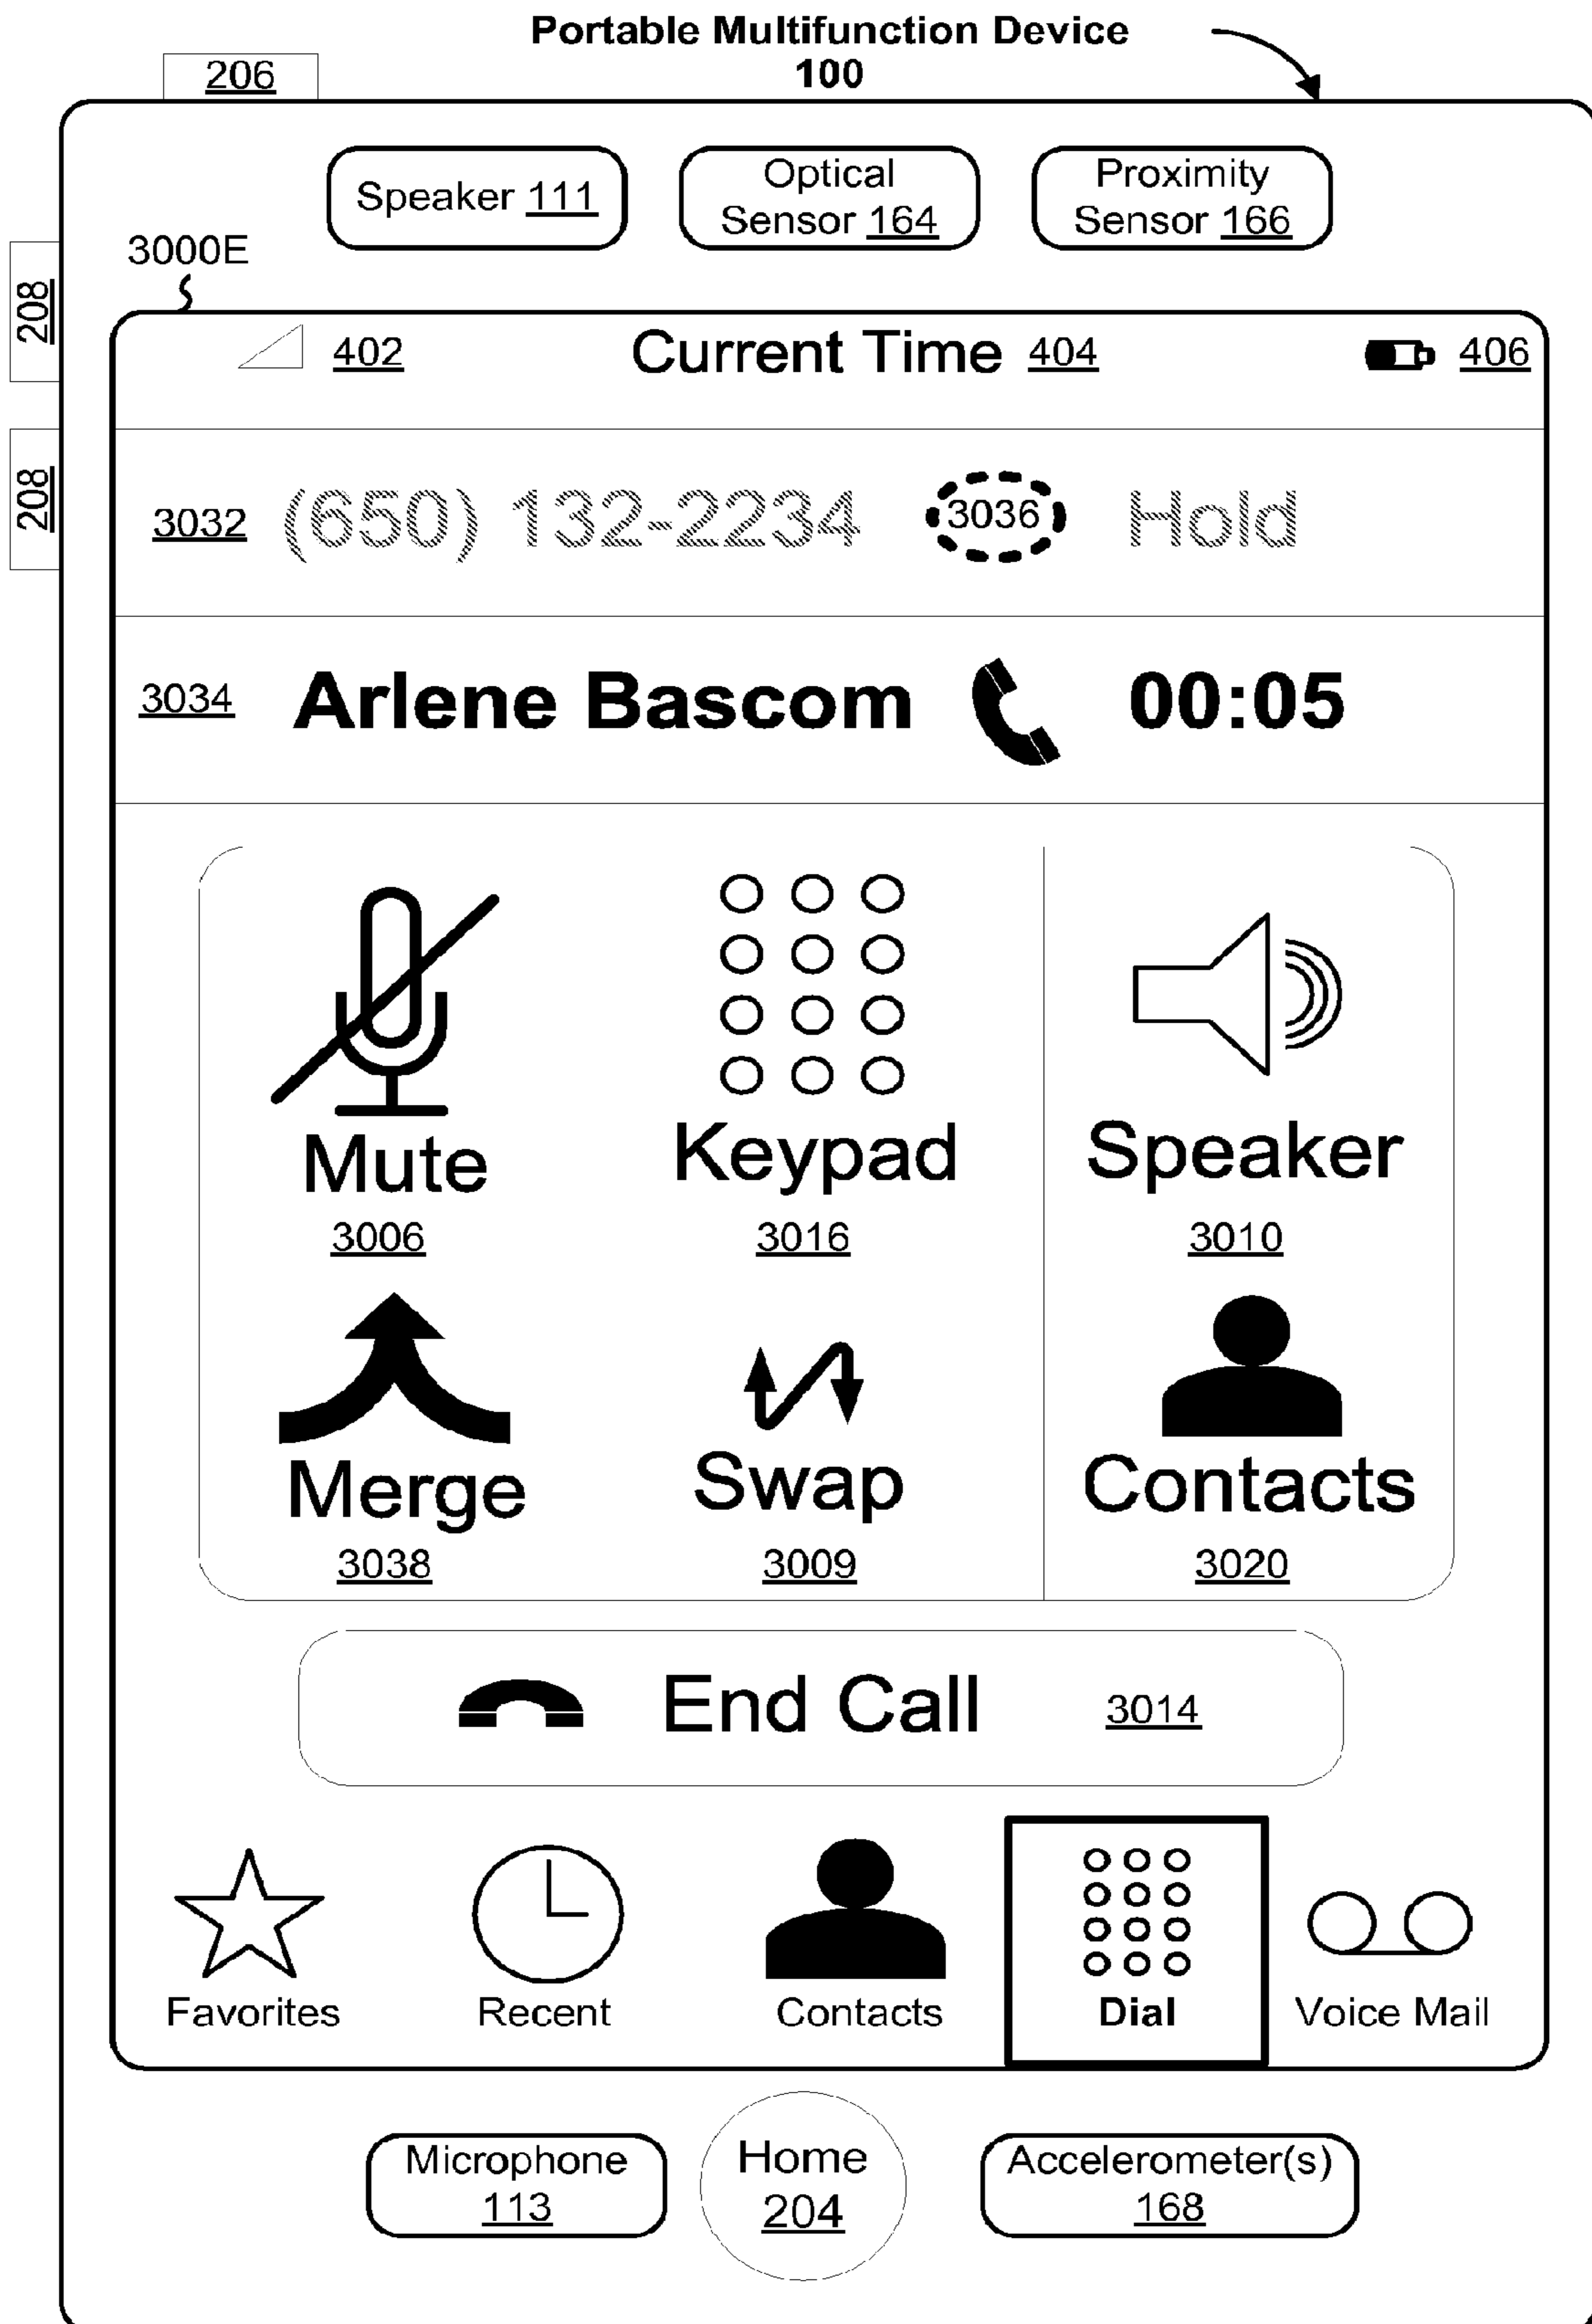 Portable Multifunction Device
100
206
Speaker 111
Optical
Sensor 164
Proximity
Sensor 166
3000E
208
208
402
Current Time 404
406
3032 (650) 132-2234 3036 Hold
3034 Arlene Bascom 00:05
Mute
3006
Keypad
3016
Speaker
3010
Merge
3038
Swap
3009
Contacts
3020
End Call 3014
Favorites
Recent
Contacts
Dial
Voice Mail
Microphone
113
Home
204
Accelerometer(s)
168